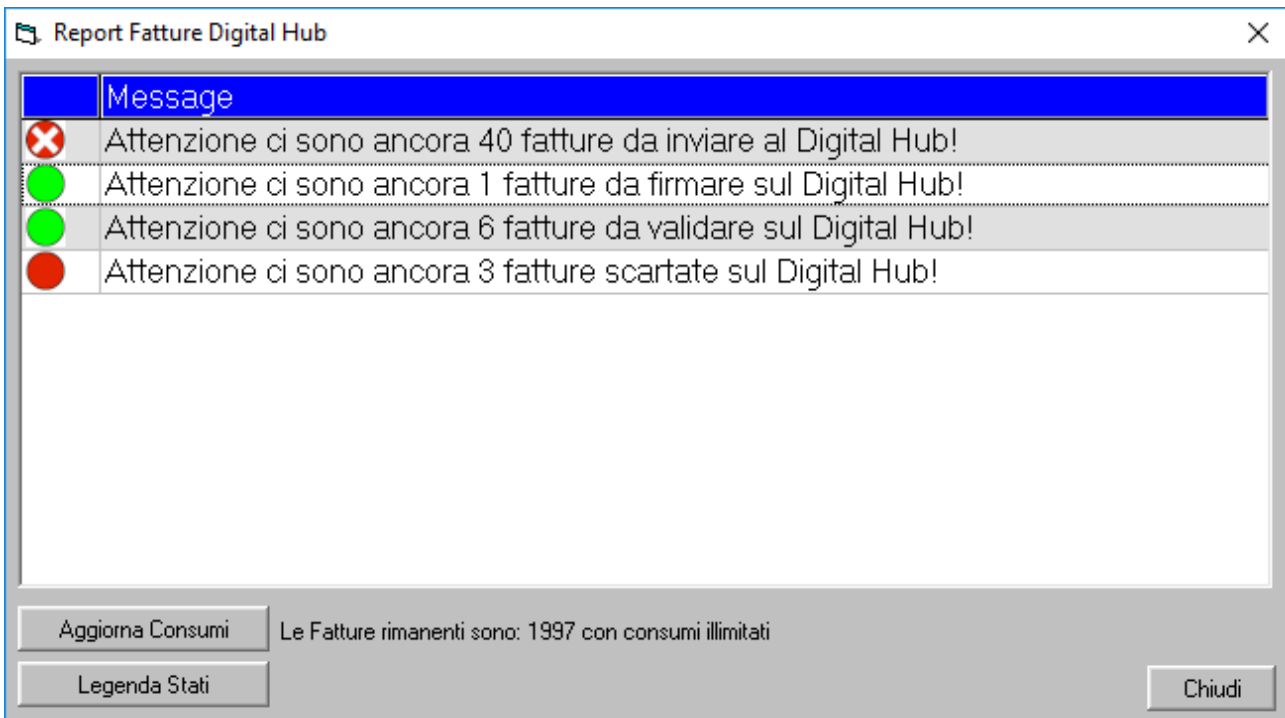 Report Fatture Digital Hub
Message
Attenzione ci sono ancora 40 fatture da inviare al Digital Hub!
Attenzione ci sono ancora 1 fatture da firmare sul Digital Hub!
Attenzione ci sono ancora 6 fatture da validare sul Digital Hub!
Attenzione ci sono ancora 3 fatture scartate sul Digital Hub!
Aggiorna Consumi Le Fatture rimanenti sono: 1997 con consumi illimitati
Legenda Stati Chiudi